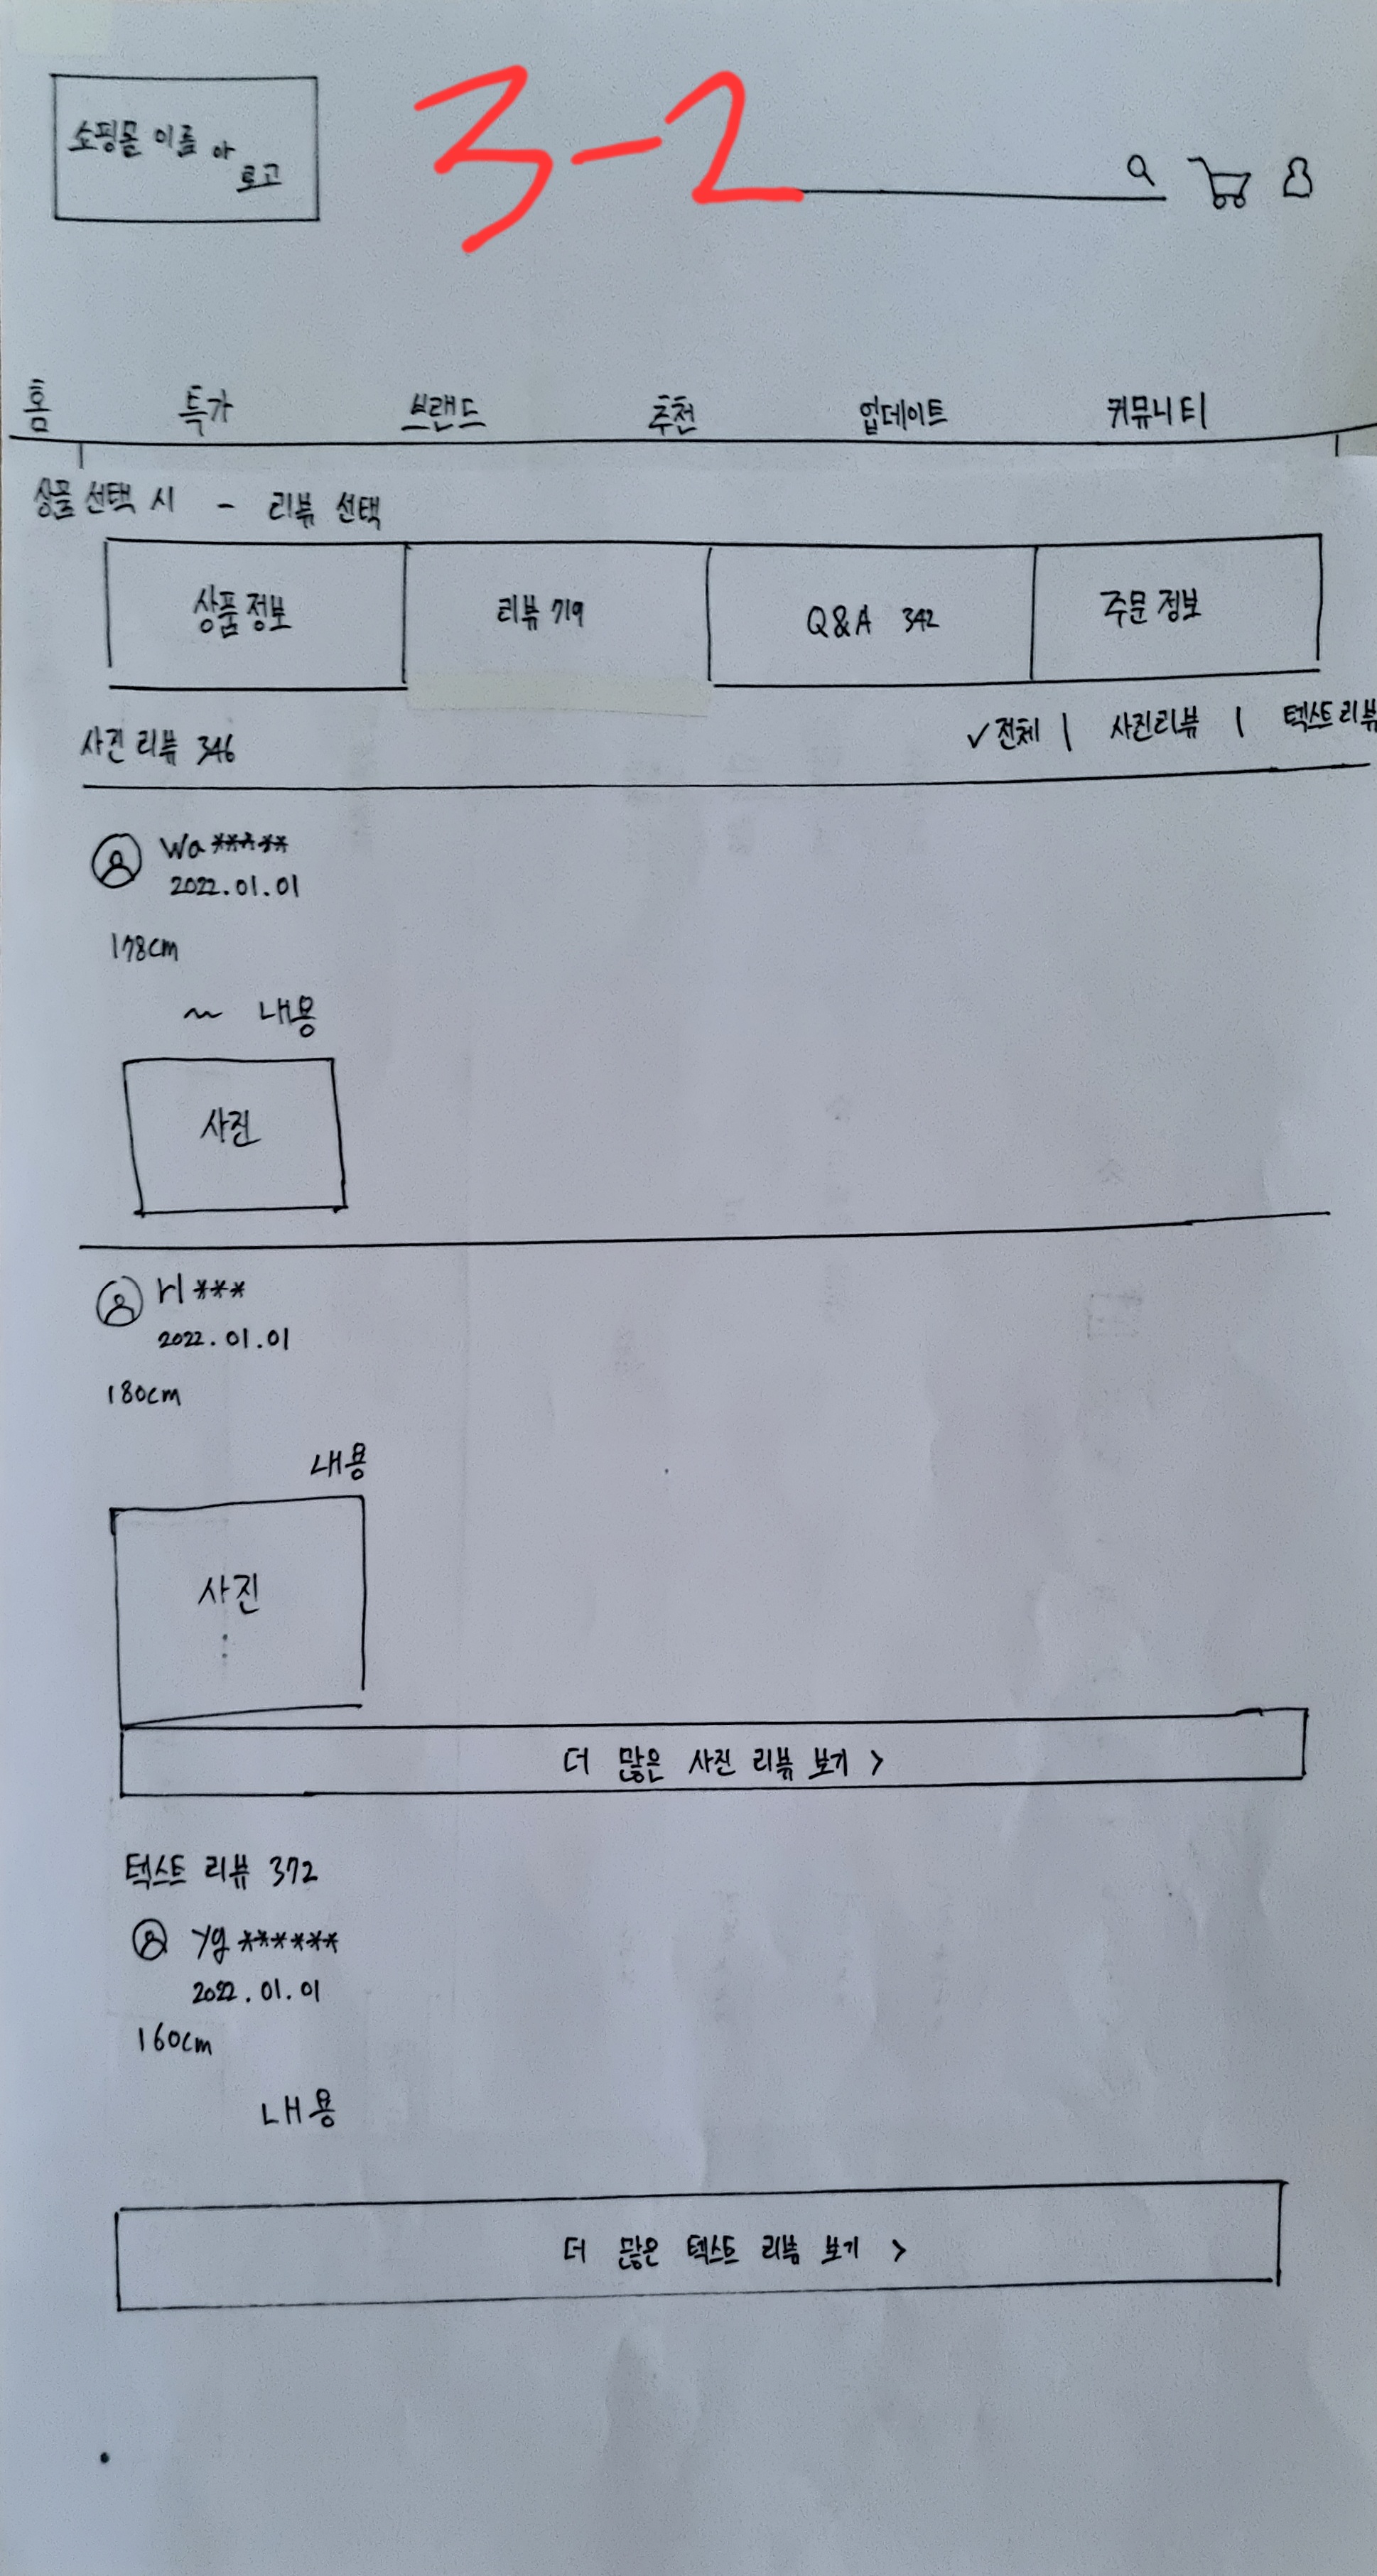 쇼핑몰 이름 아
로고
3-2
홈 특가 브랜드 추천 업데이트 커뮤니티
상품 선택 시 - 리뷰 선택
상품 정보 리뷰 719 Q&A 342 주문 정보
사진 리뷰 346 ✓전체 | 사진리뷰 | 텍스트리뷰
Wa*****
2022.01.01
178cm
~ 내용
사진
rl***
2022.01.01
180cm
내용
사진
더 많은 사진 리뷰 보기 >
텍스트 리뷰 372
yg******
2022.01.01
160cm
내용
더 많은 텍스트 리뷰 보기 >